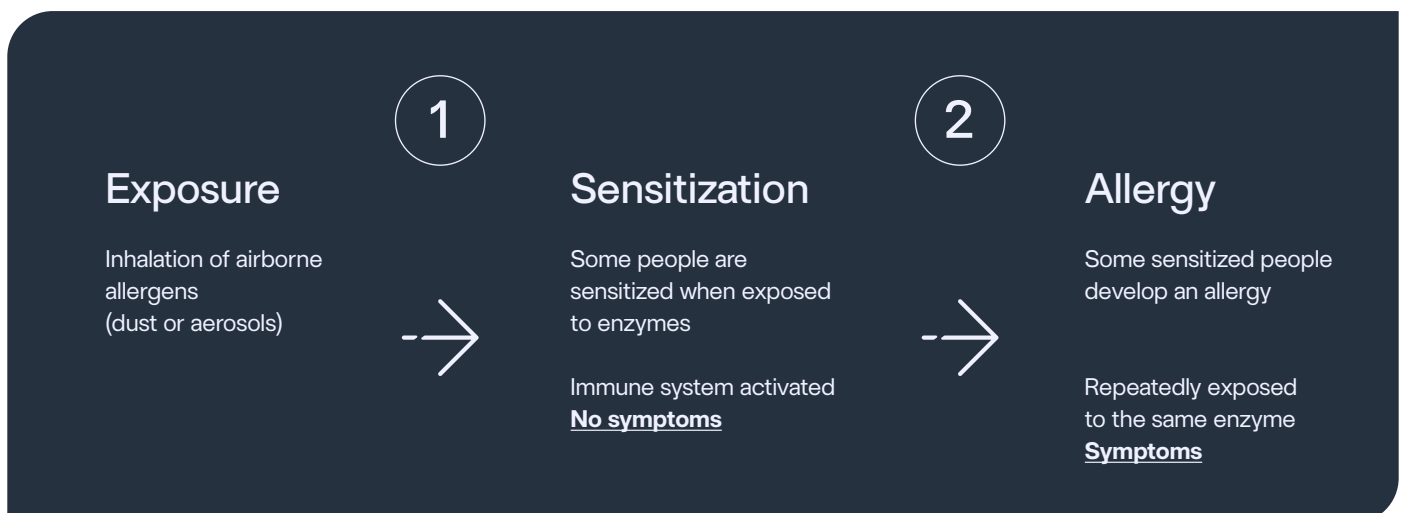 1
2
Exposure
Inhalation of airborne
allergens
(dust or aerosols)
Sensitization
Some people are
sensitized when exposed
to enzymes
Immune system activated
No symptoms
Allergy
Some sensitized people
develop an allergy
Repeatedly exposed
to the same enzyme
Symptoms